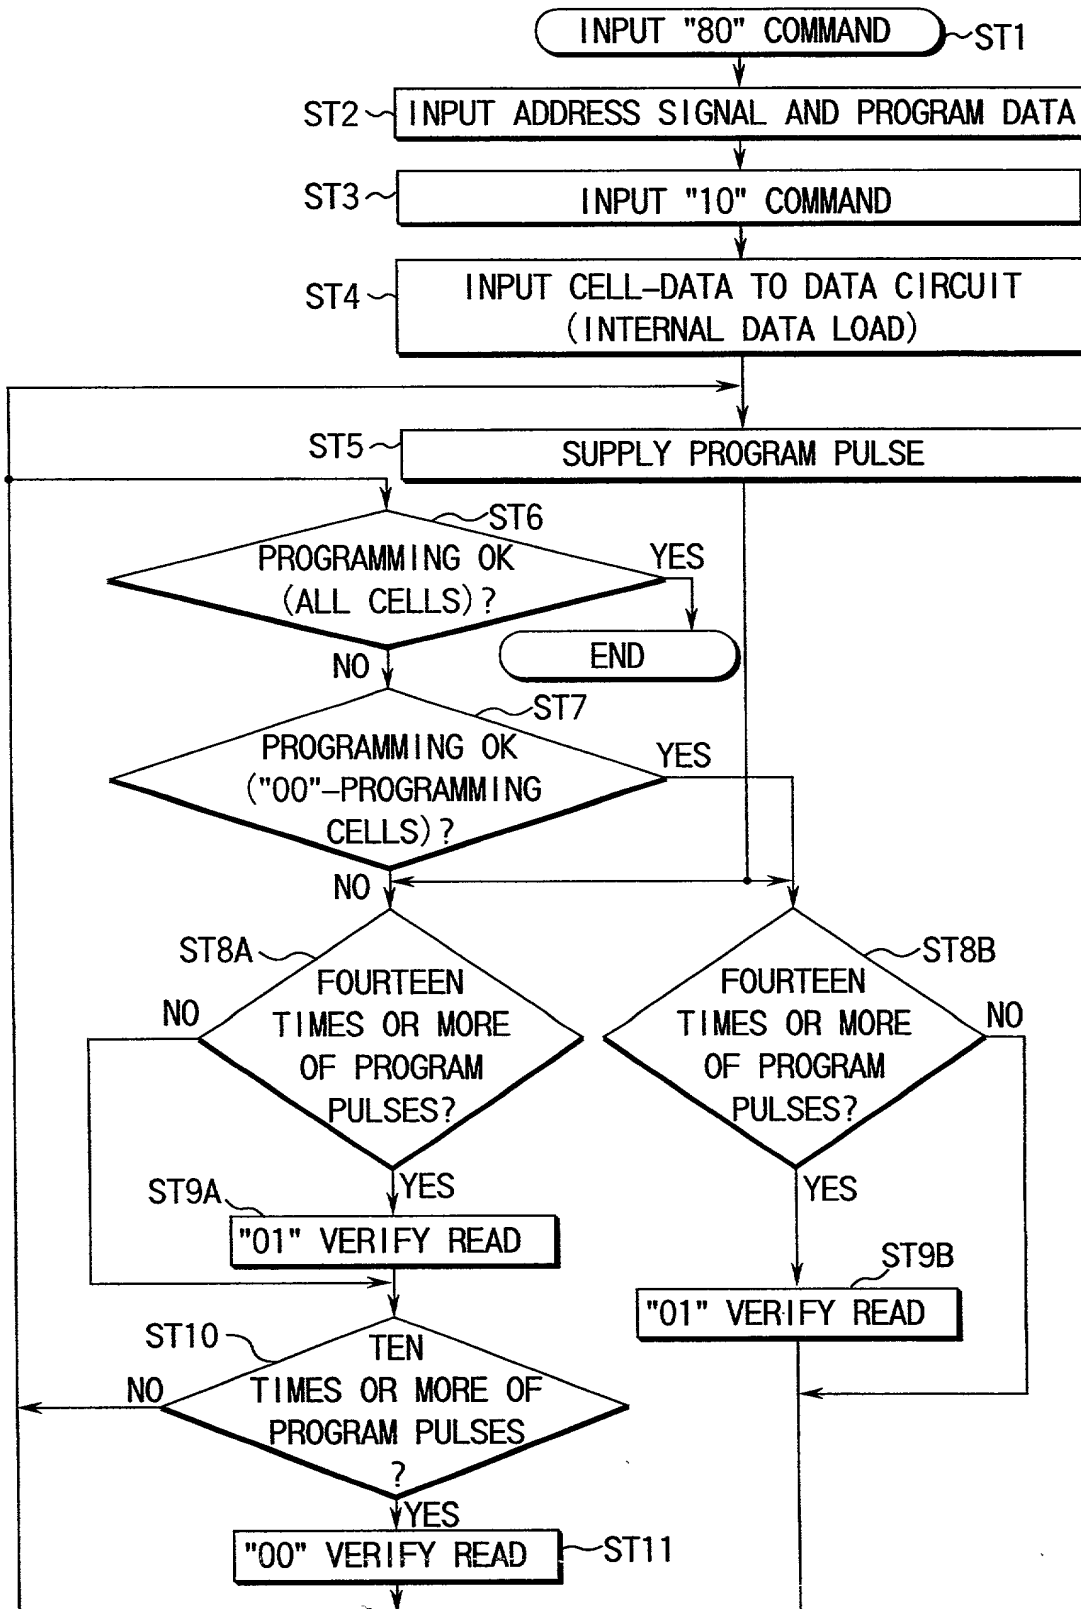 INPUT "80" COMMAND
ST1
ST2
INPUT ADDRESS SIGNAL AND PROGRAM DATA
ST3
INPUT "10" COMMAND
ST4
INPUT CELL-DATA TO DATA CIRCUIT
(INTERNAL DATA LOAD)
ST5
SUPPLY PROGRAM PULSE
ST6
PROGRAMMING OK
(ALL CELLS)?
YES
END
NO
ST7
PROGRAMMING OK
("00"-PROGRAMMING
CELLS)?
YES
NO
ST8A
FOURTEEN
TIMES OR MORE
OF PROGRAM
PULSES?
NO
YES
ST8B
FOURTEEN
TIMES OR MORE
OF PROGRAM
PULSES?
NO
YES
ST9A
"01" VERIFY READ
ST9B
"01" VERIFY READ
ST10
TEN
TIMES OR MORE OF
PROGRAM PULSES
?
NO
YES
"00" VERIFY READ
ST11